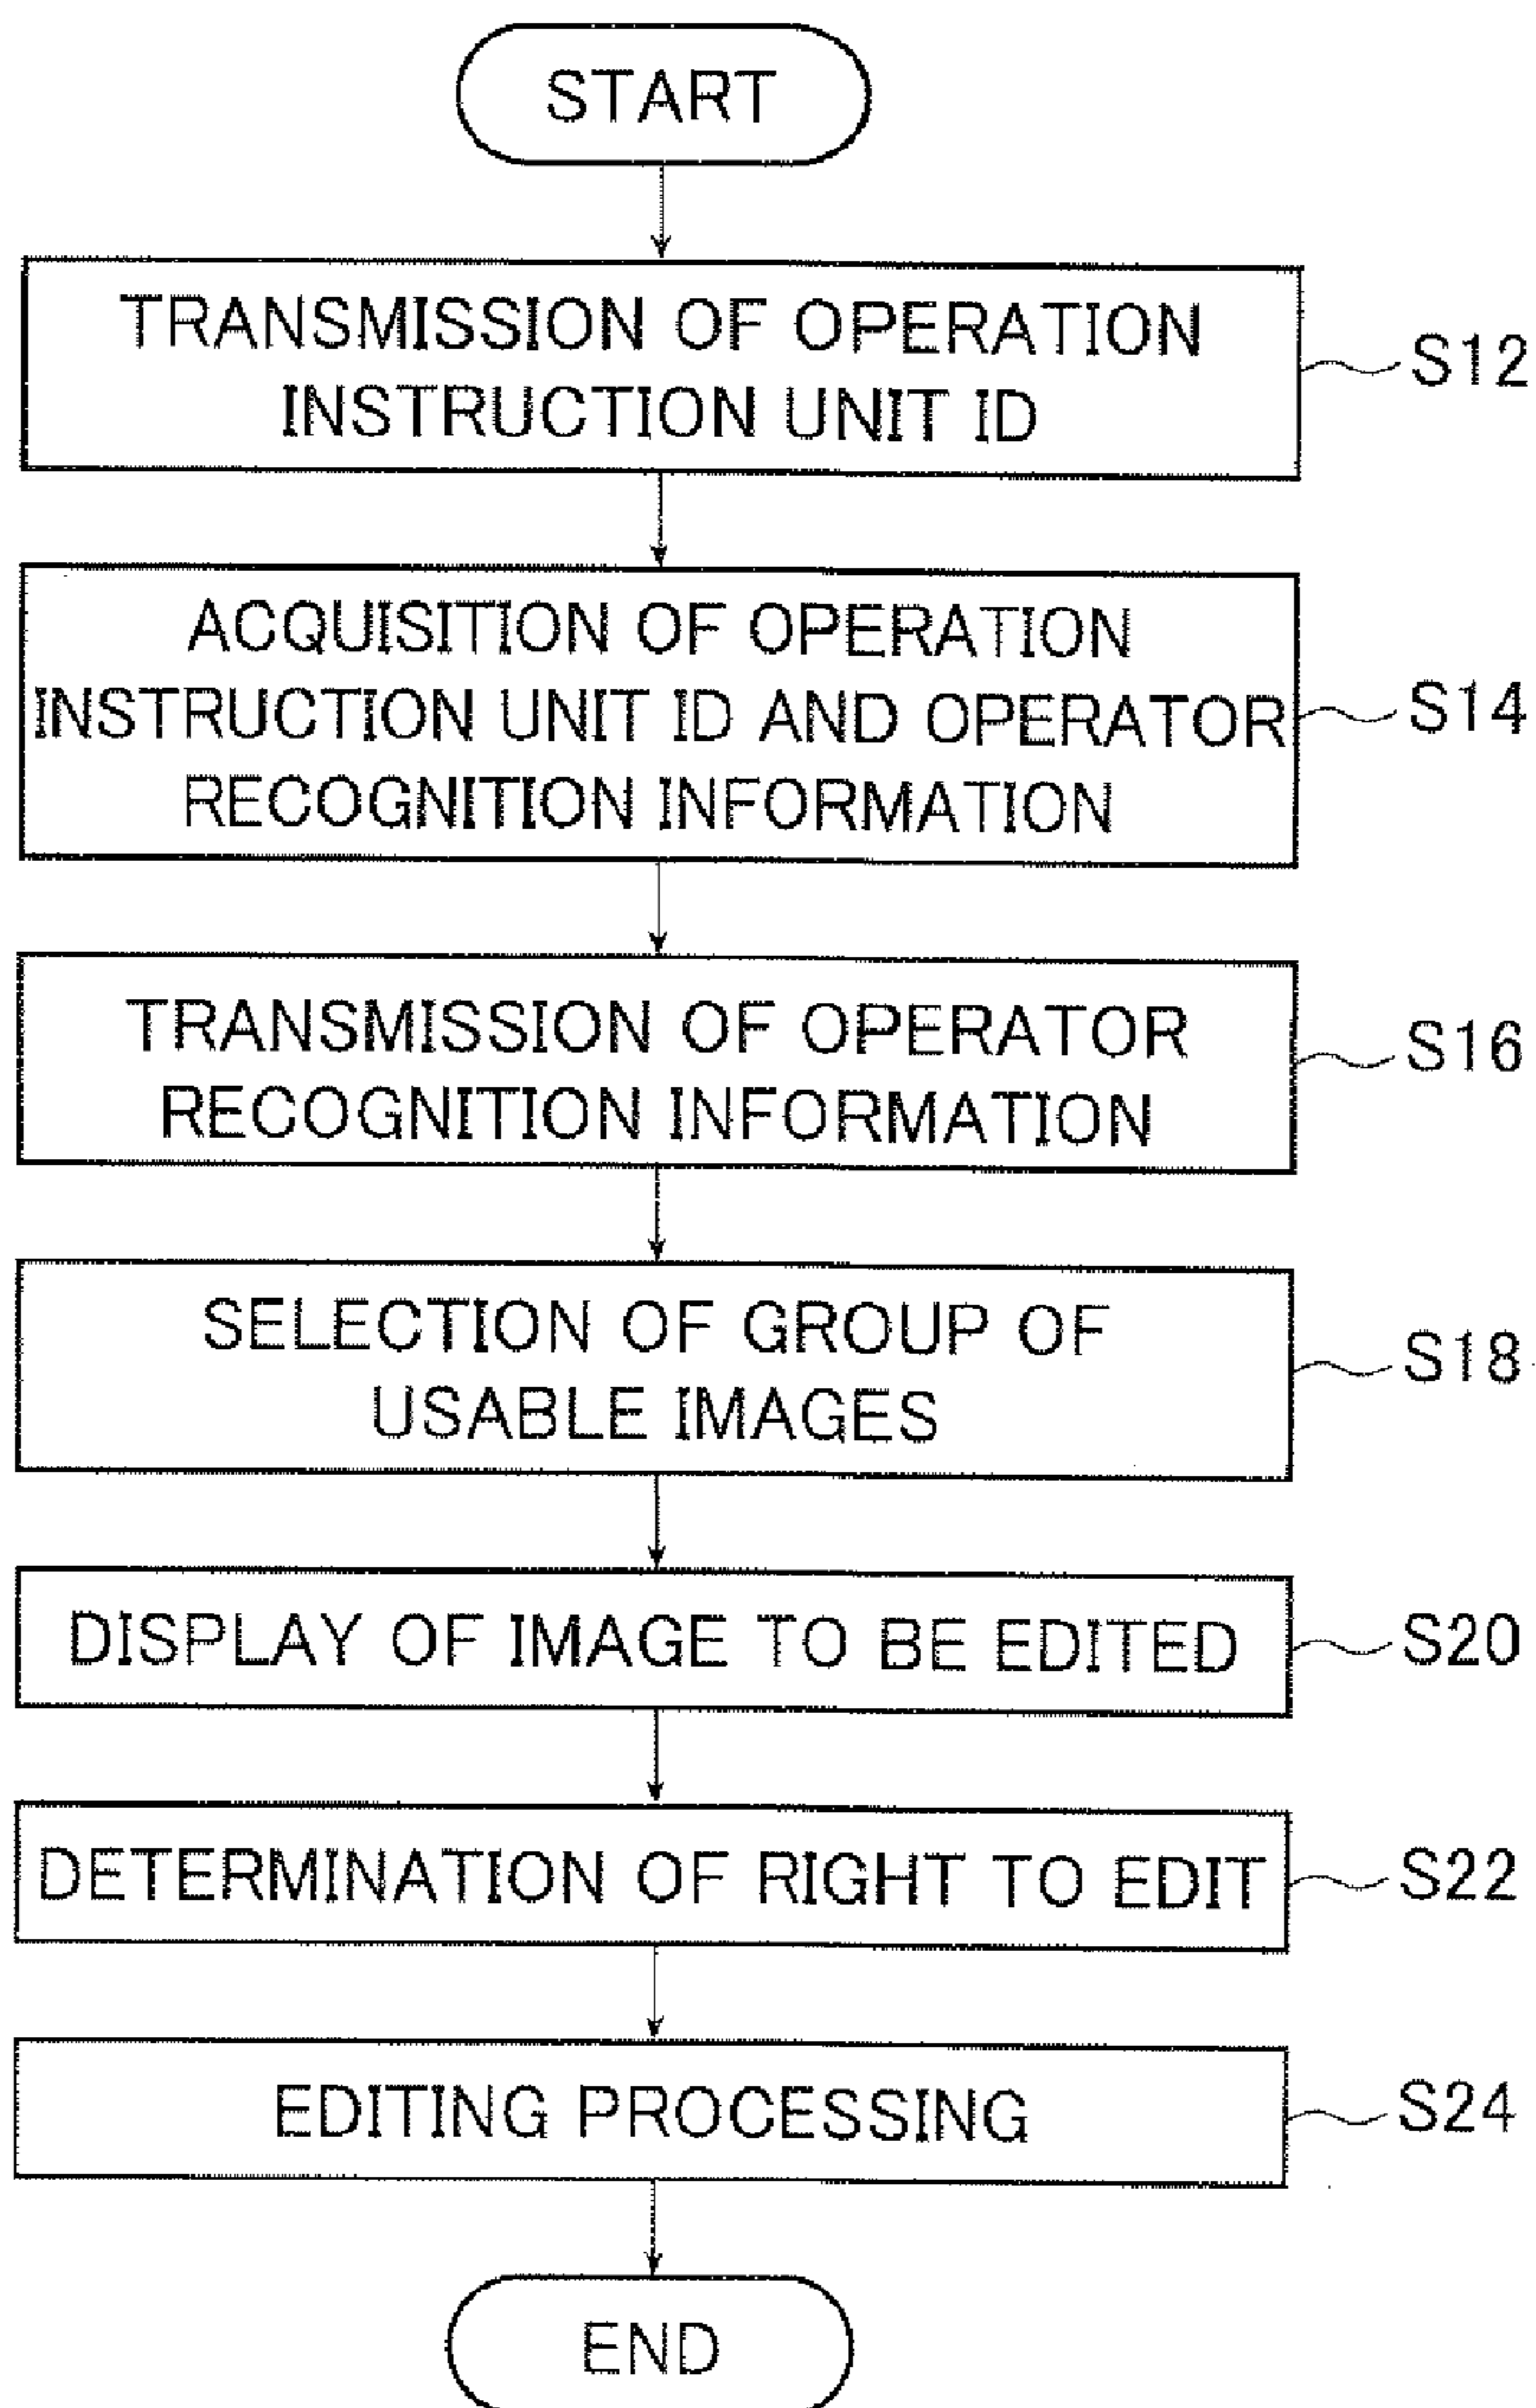 START
TRANSMISSION OF OPERATION
INSTRUCTION UNIT ID
S12
ACQUISITION OF OPERATION
INSTRUCTION UNIT ID AND OPERATOR
RECOGNITION INFORMATION
S14
TRANSMISSION OF OPERATOR
RECOGNITION INFORMATION
S16
SELECTION OF GROUP OF
USABLE IMAGES
S18
DISPLAY OF IMAGE TO BE EDITED
S20
DETERMINATION OF RIGHT TO EDIT
S22
EDITING PROCESSING
S24
END